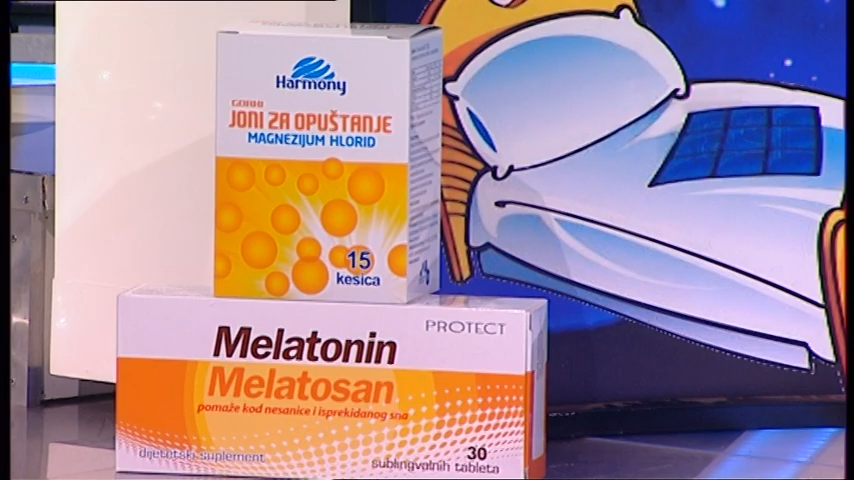 Harmony
GORKI
JONI ZA OPUŠTANJE
MAGNEZIJUM HLORID
15
kesica
PROTECT
Melatonin
Melatosan
pomaže kod nesanice i isprekidanog sna
dijetetski suplement
30
sublingvalnih tableta